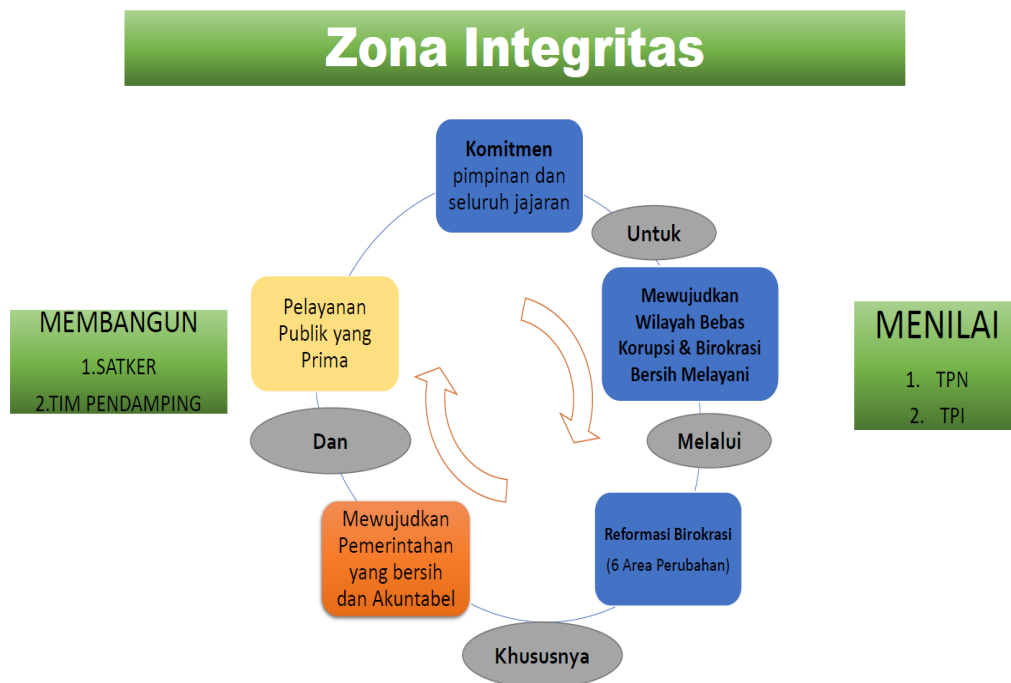 Zona Integritas
Komitmen
pimpinan dan
seluruh jajaran
Untuk
Mewujudkan
Wilayah Bebas
Korupsi & Birokrasi
Bersih Melayani
Melalui
Reformasi Birokrasi
(6 Area Perubahan)
Khususnya
Mewujudkan
Pemerintahan
yang bersih
dan Akuntabel
Dan
Pelayanan
Publik yang
Prima
MEMBANGUN
1.SATKER
2.TIM PENDAMPING
MENILAI
1. TPN
2. TPI